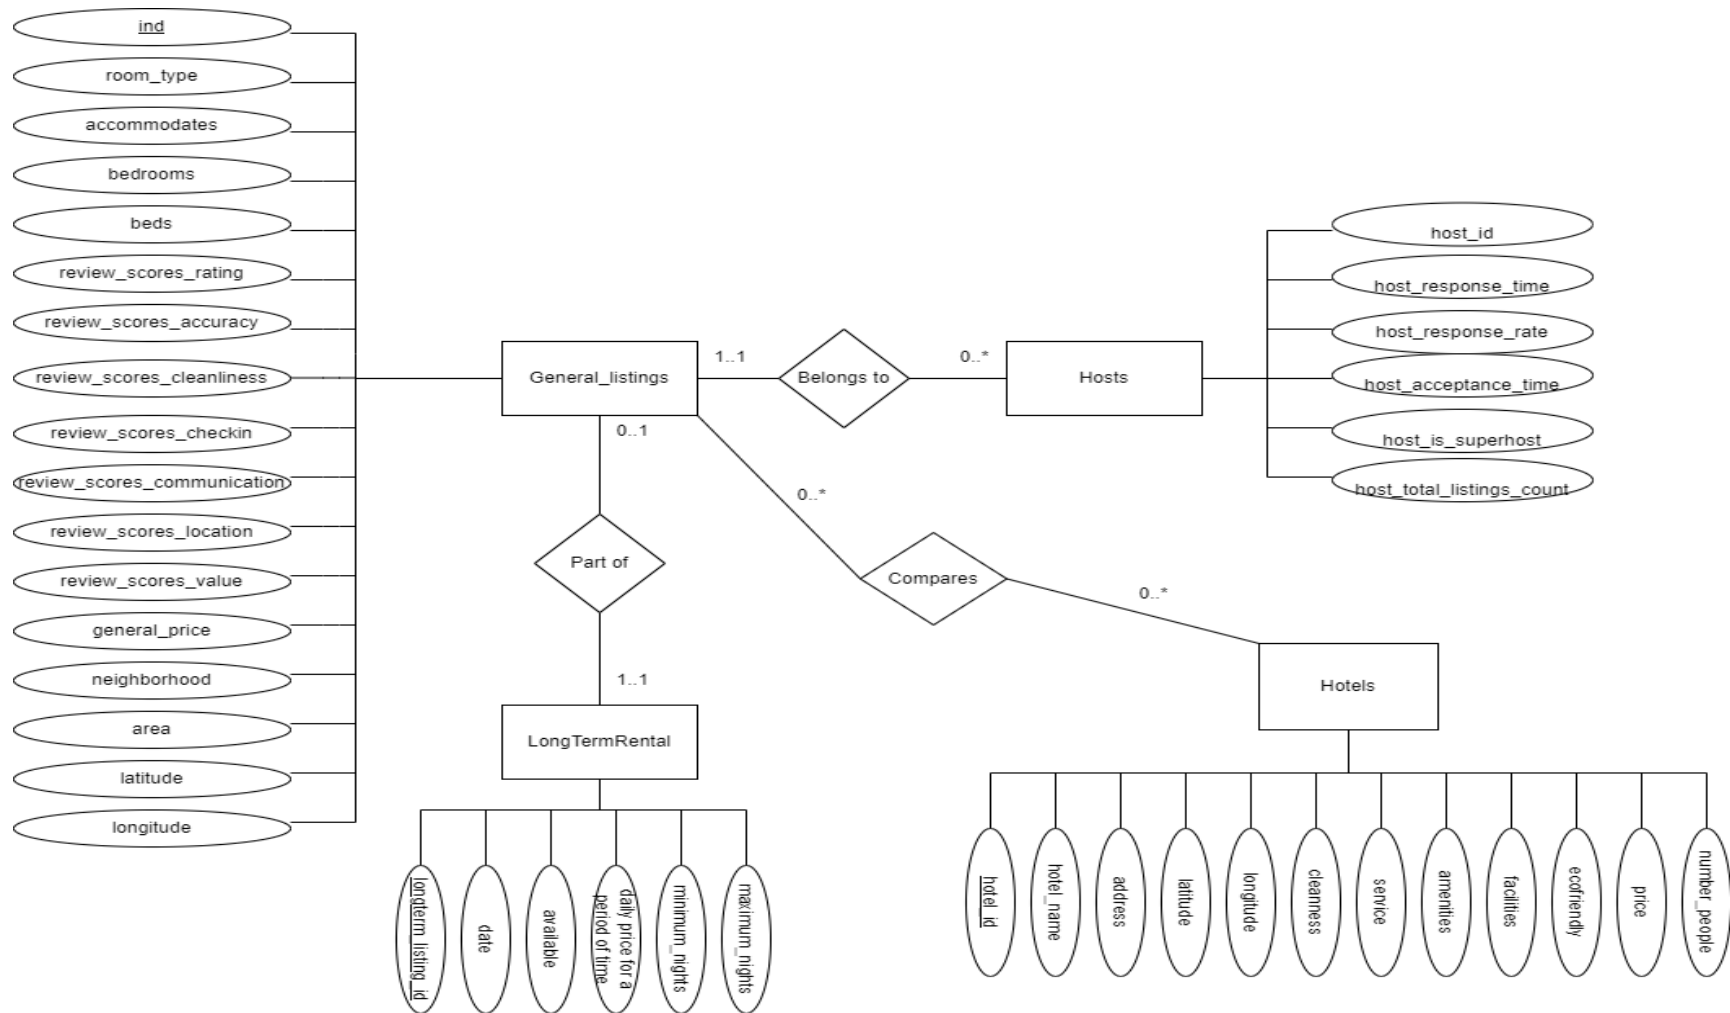 ind
room_type
accommodates
bedrooms
beds
review_scores_rating
review_scores_accuracy
review_scores_cleanliness
review_scores_checkin
review_scores_communication
review_scores_location
review_scores_value
general_price
neighborhood
area
latitude
longitude
General_listings
1..1
Belongs to
0..*
Hosts
host_id
host_response_time
host_response_rate
host_acceptance_time
host_is_superhost
host_total_listings_count
0..1
Part of
1..1
LongTermRental
0..*
Compares
0..*
Hotels
longterm_listing_id
date
available
daily price for a
period of time
minimum_nights
maximum_nights
hotel_id
hotel_name
address
latitude
longitude
cleanness
service
amenities
facilities
ecofriendly
price
number_people